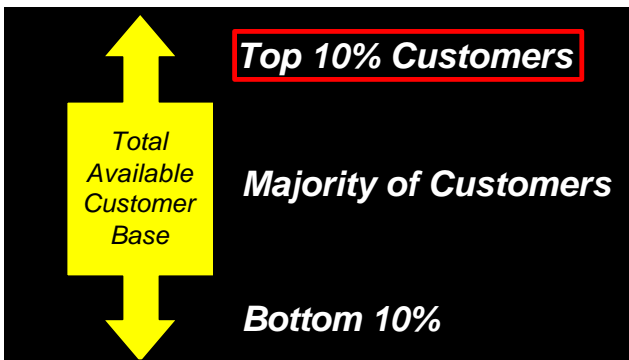 Top 10% Customers
Total
Available
Customer
Base
Majority of Customers
Bottom 10%